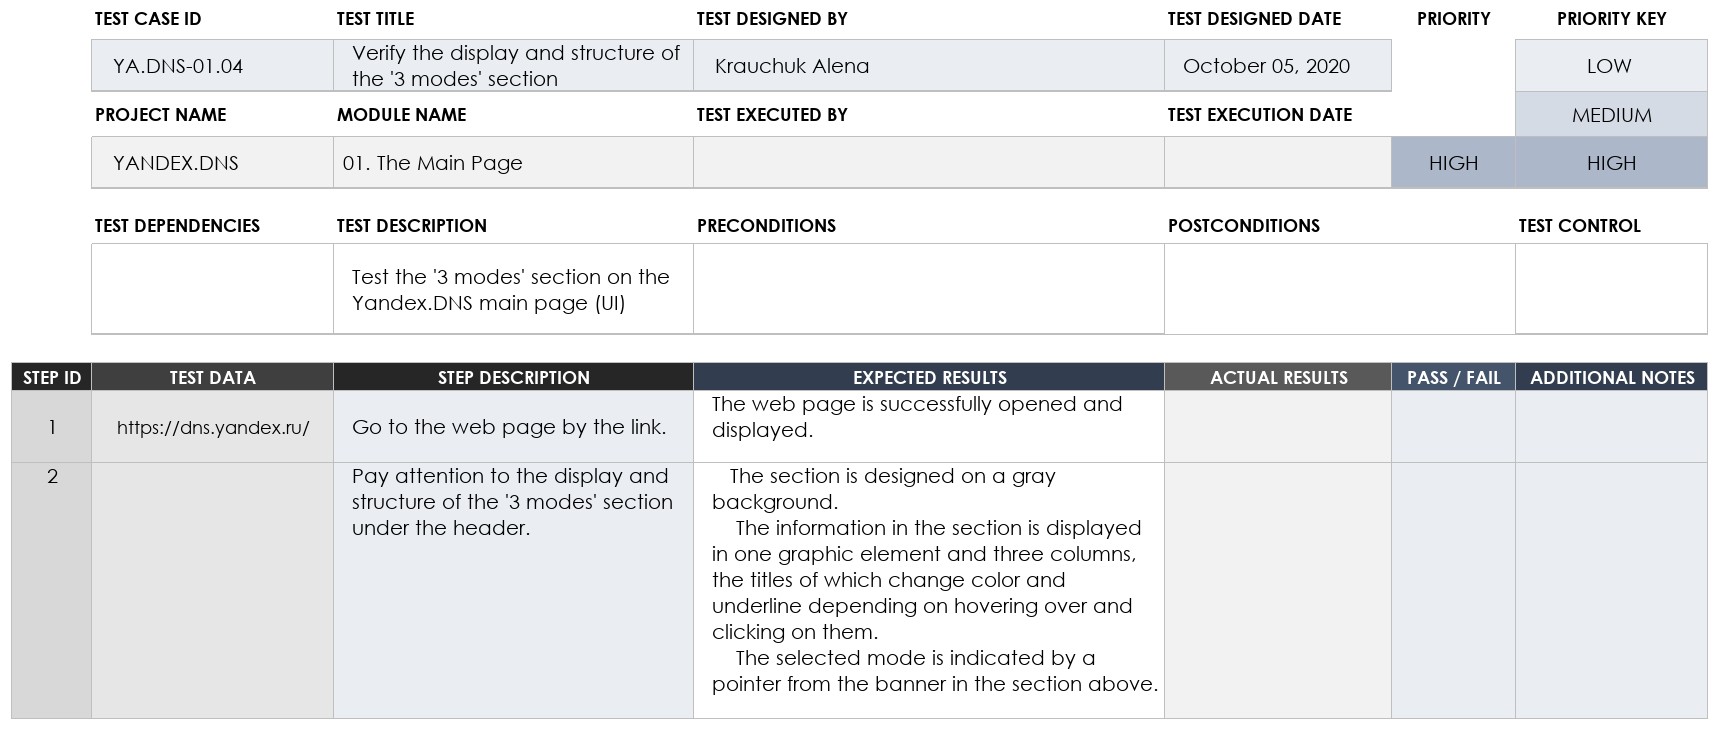 TEST CASE ID TEST TITLE TEST DESIGNED BY TEST DESIGNED DATE PRIORITY PRIORITY KEY
YA.DNS-01.04 Verify the display and structure of Krauchuk Alena October 05, 2020 LOW
the '3 modes' section
PROJECT NAME MODULE NAME TEST EXECUTED BY TEST EXECUTION DATE MEDIUM
YANDEX.DNS 01. The Main Page HIGH HIGH
TEST DEPENDENCIES TEST DESCRIPTION PRECONDITIONS POSTCONDITIONS TEST CONTROL
Test the '3 modes' section on the
Yandex.DNS main page (UI)
STEP ID TEST DATA STEP DESCRIPTION EXPECTED RESULTS ACTUAL RESULTS PASS / FAIL ADDITIONAL NOTES
1 https://dns.yandex.ru/ Go to the web page by the link. The web page is successfully opened and
displayed.
2 Pay attention to the display and
structure of the '3 modes' section
under the header.
The section is designed on a gray
background.
The information in the section is displayed
in one graphic element and three columns,
the titles of which change color and
underline depending on hovering over and
clicking on them.
The selected mode is indicated by a
pointer from the banner in the section above.